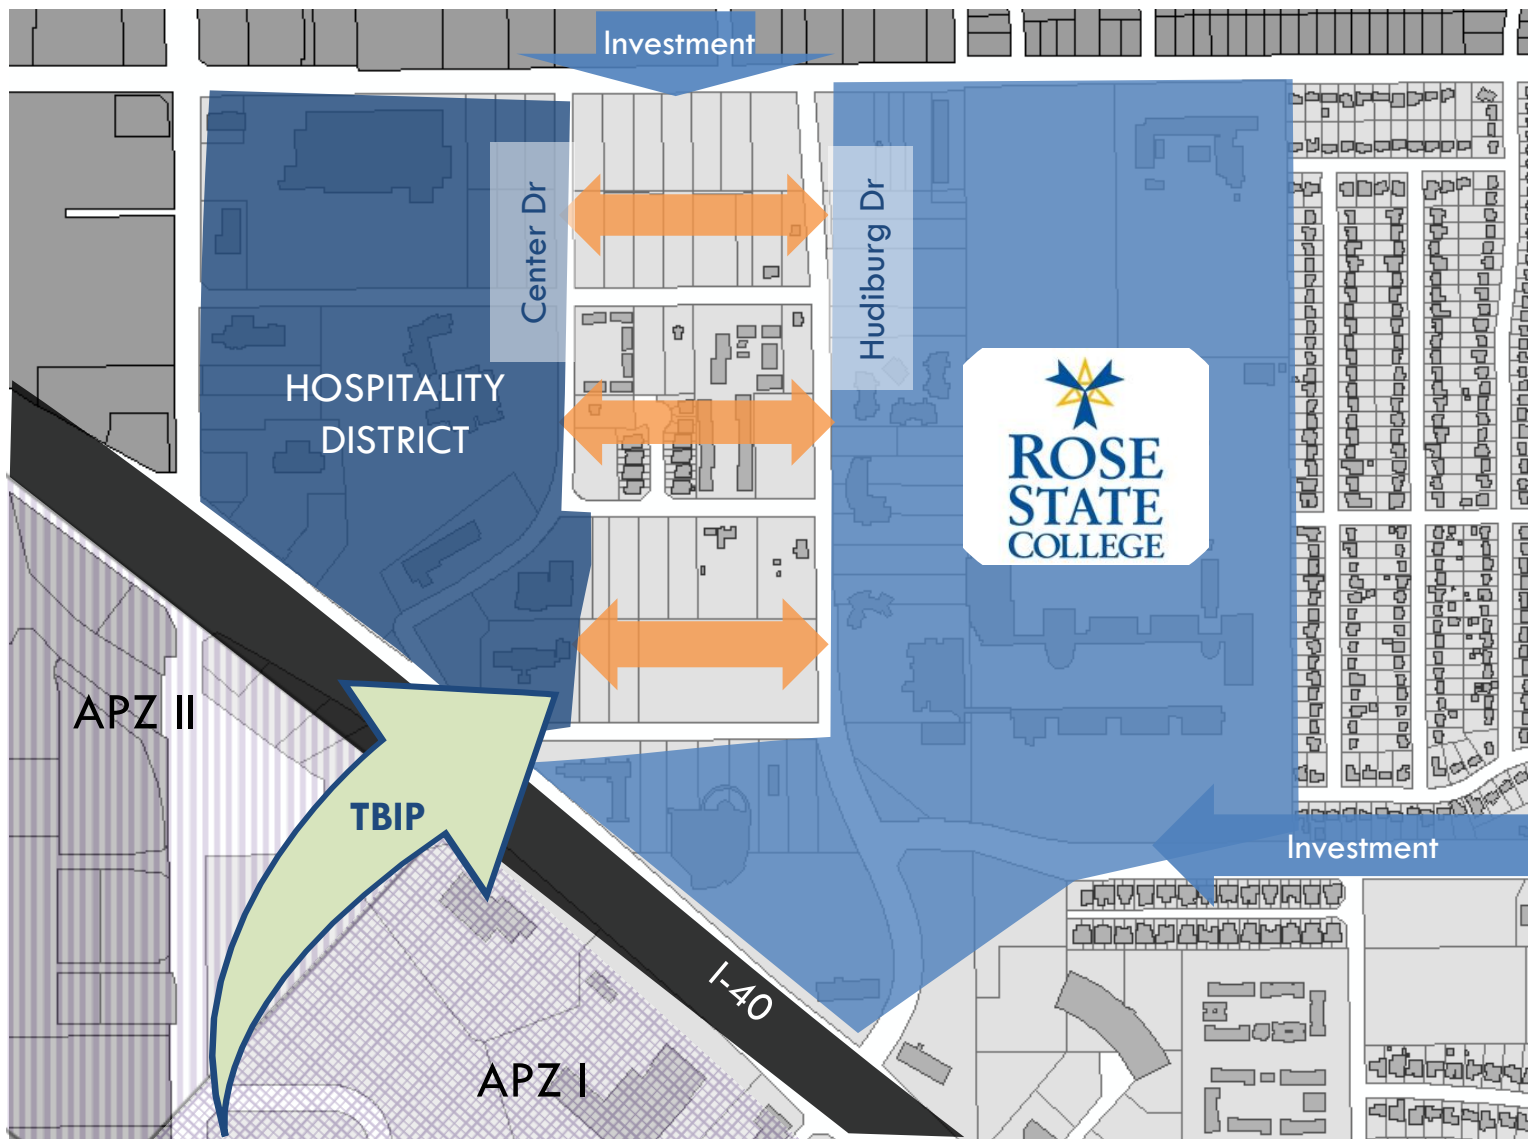 Investment
Center Dr
Hudiburg Dr
HOSPITALITY
DISTRICT
ROSE
STATE
COLLEGE
APZ II
TBIP
Investment
I-40
APZ I